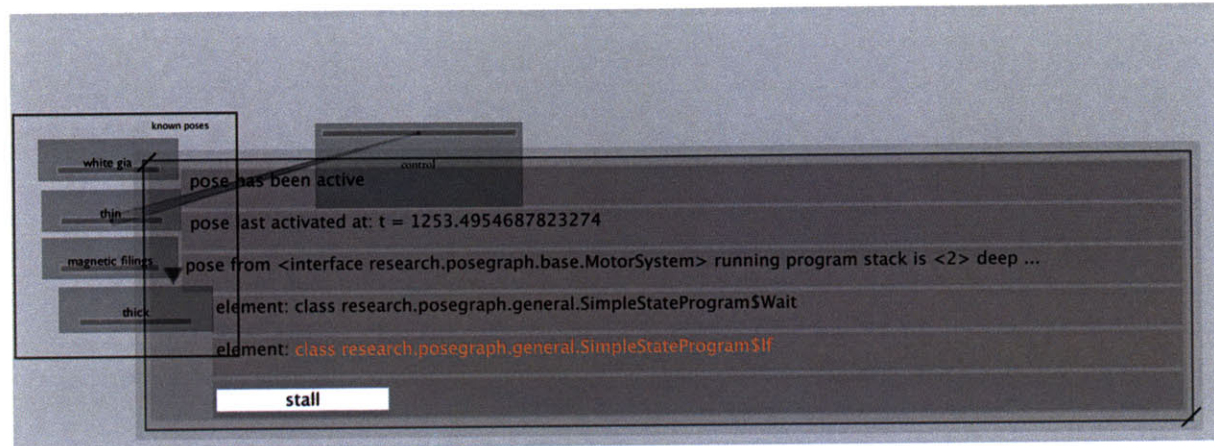 known poses
white gia
control
pose has been active
thin
pose last activated at: t = 1253.4954687823274
magnetic filings
pose from <interface research.posegraph.base.MotorSystem> running program stack is <2> deep ...
thick
element: class research.posegraph.general.SimpleStateProgram$Wait
element: class research.posegraph.general.SimpleStateProgram$If
stall